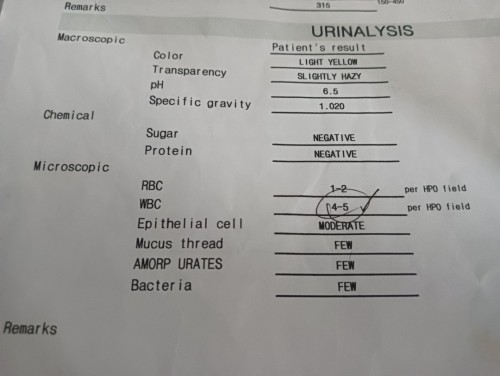 Remarks
315 150-450
URINALYSIS
Macroscopic Patient's result
Color LIGHT YELLOW
Transparency SLIGHTLY HAZY
pH 6.5
Specific gravity 1.020
Chemical
Sugar NEGATIVE
Protein NEGATIVE
Microscopic
RBC 1-2 per HPO field
WBC 4-5 per HPO field
Epithelial cell MODERATE
Mucus thread FEW
AMORP URATES FEW
Bacteria FEW
Remarks